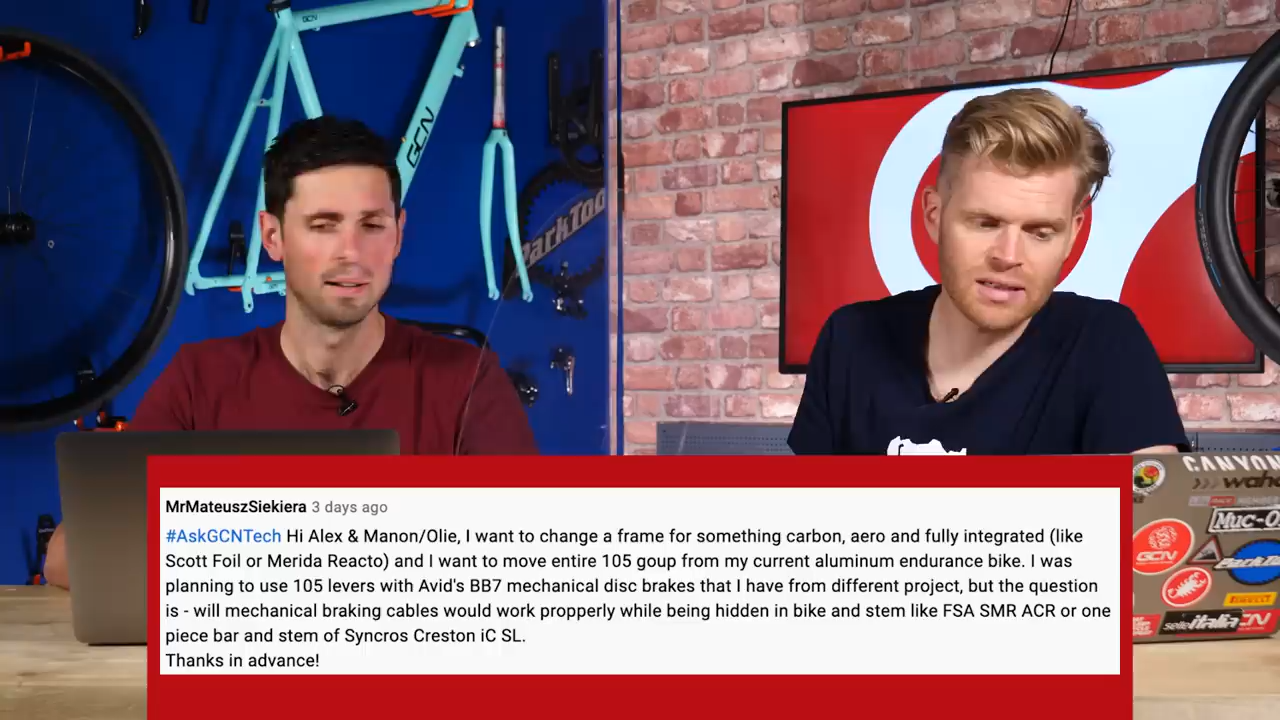 GCN
GCN
ParkTool
MrMateuszSiekiera 3 days ago
#AskGCNTech Hi Alex & Manon/Olie, I want to change a frame for something carbon, aero and fully integrated (like
Scott Foil or Merida Reacto) and I want to move entire 105 goup from my current aluminum endurance bike. I was
planning to use 105 levers with Avid's BB7 mechanical disc brakes that I have from different project, but the question
is - will mechanical braking cables would work propperly while being hidden in bike and stem like FSA SMR ACR or one
piece bar and stem of Syncros Creston iC SL.
Thanks in advance!
CANYON
wahoo
Muc-O
GCN
PIRELLI
selle italia
CN